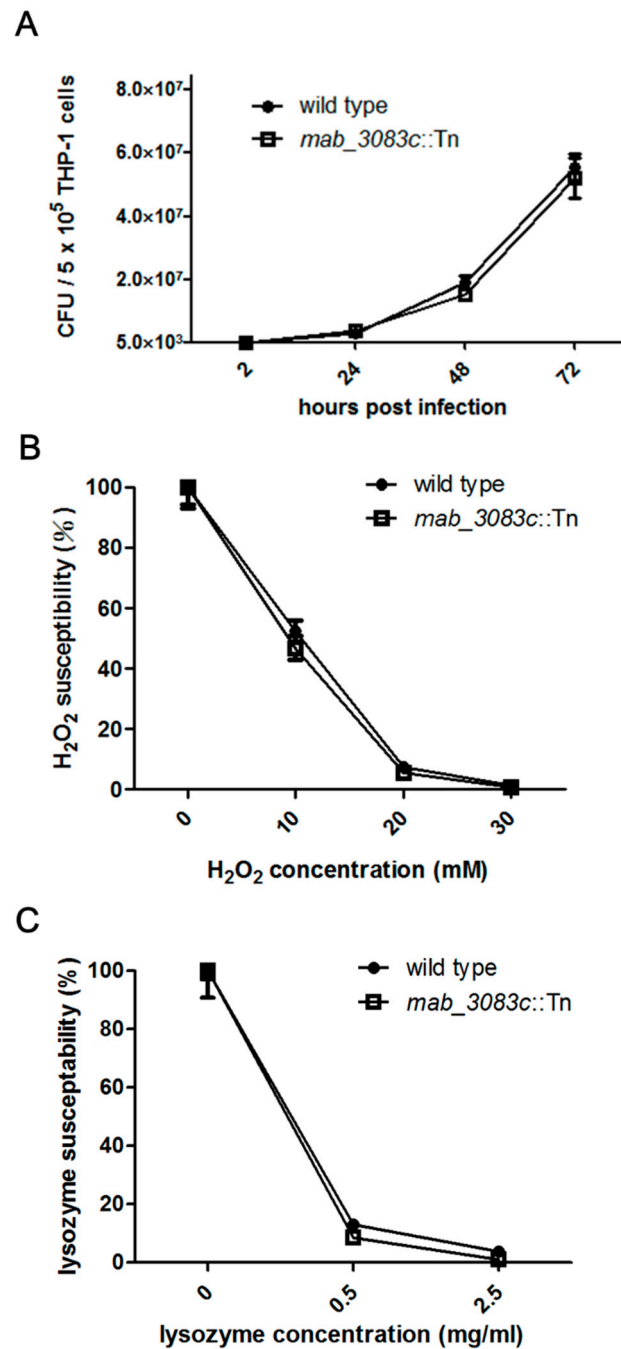 A
CFU / 5 x 10⁵ THP-1 cells
8.0×10⁷
6.0×10⁷
4.0×10⁷
2.0×10⁷
5.0×10³
wild type
mab_3083c::Tn
2
24
48
72
hours post infection
B
H₂O₂ susceptibility (%)
100
80
60
40
20
0
wild type
mab_3083c::Tn
0
10
20
30
H₂O₂ concentration (mM)
C
lysozyme susceptability (%)
100
80
60
40
20
0
wild type
mab_3083c::Tn
0
0.5
2.5
lysozyme concentration (mg/ml)